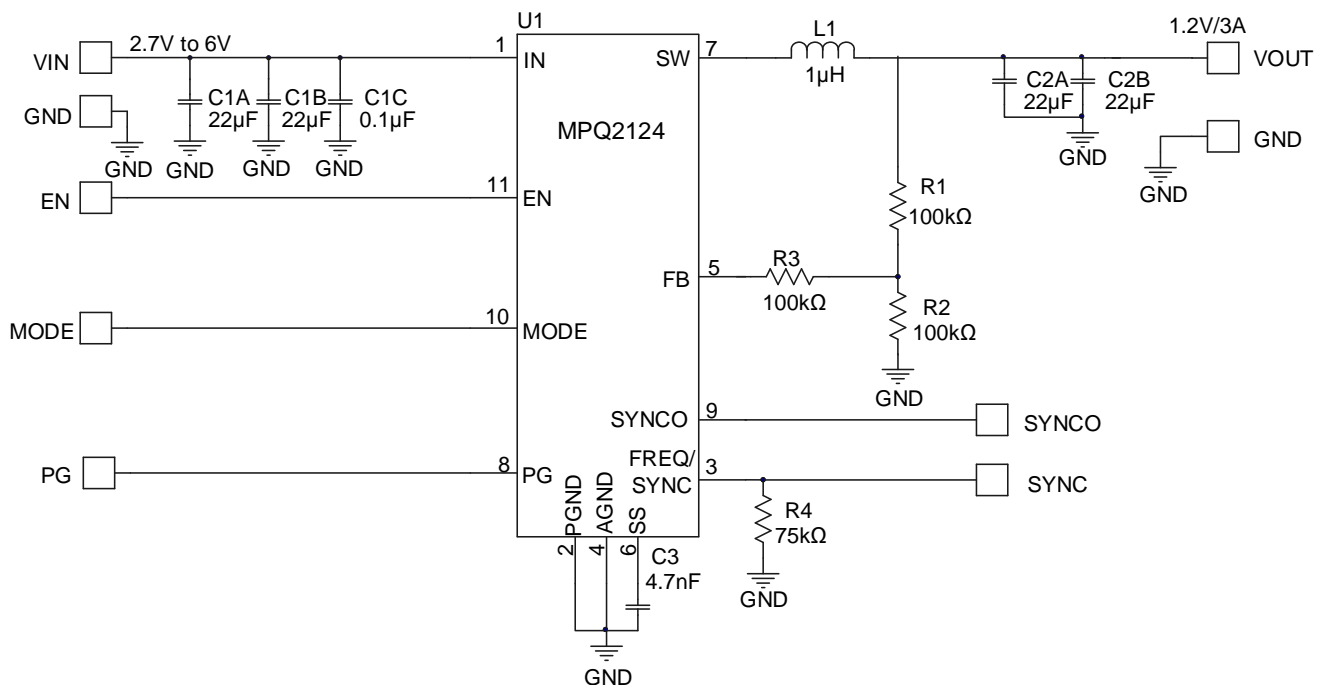 U1
1.2V/3A
VIN
2.7V to 6V
1
IN
SW
7
L1
1µH
VOUT
C1A
22µF
C1B
22µF
C1C
0.1µF
C2A
22µF
C2B
22µF
GND
GND
GND
GND
GND
MPQ2124
GND
GND
GND
EN
11
EN
R1
100kΩ
FB
5
R3
100kΩ
R2
100kΩ
GND
MODE
10
MODE
SYNCO
9
SYNCO
PG
8
PG
FREQ/
SYNC
3
SYNC
R4
75kΩ
GND
PGND
AGND
SS
2
4
6
C3
4.7nF
GND